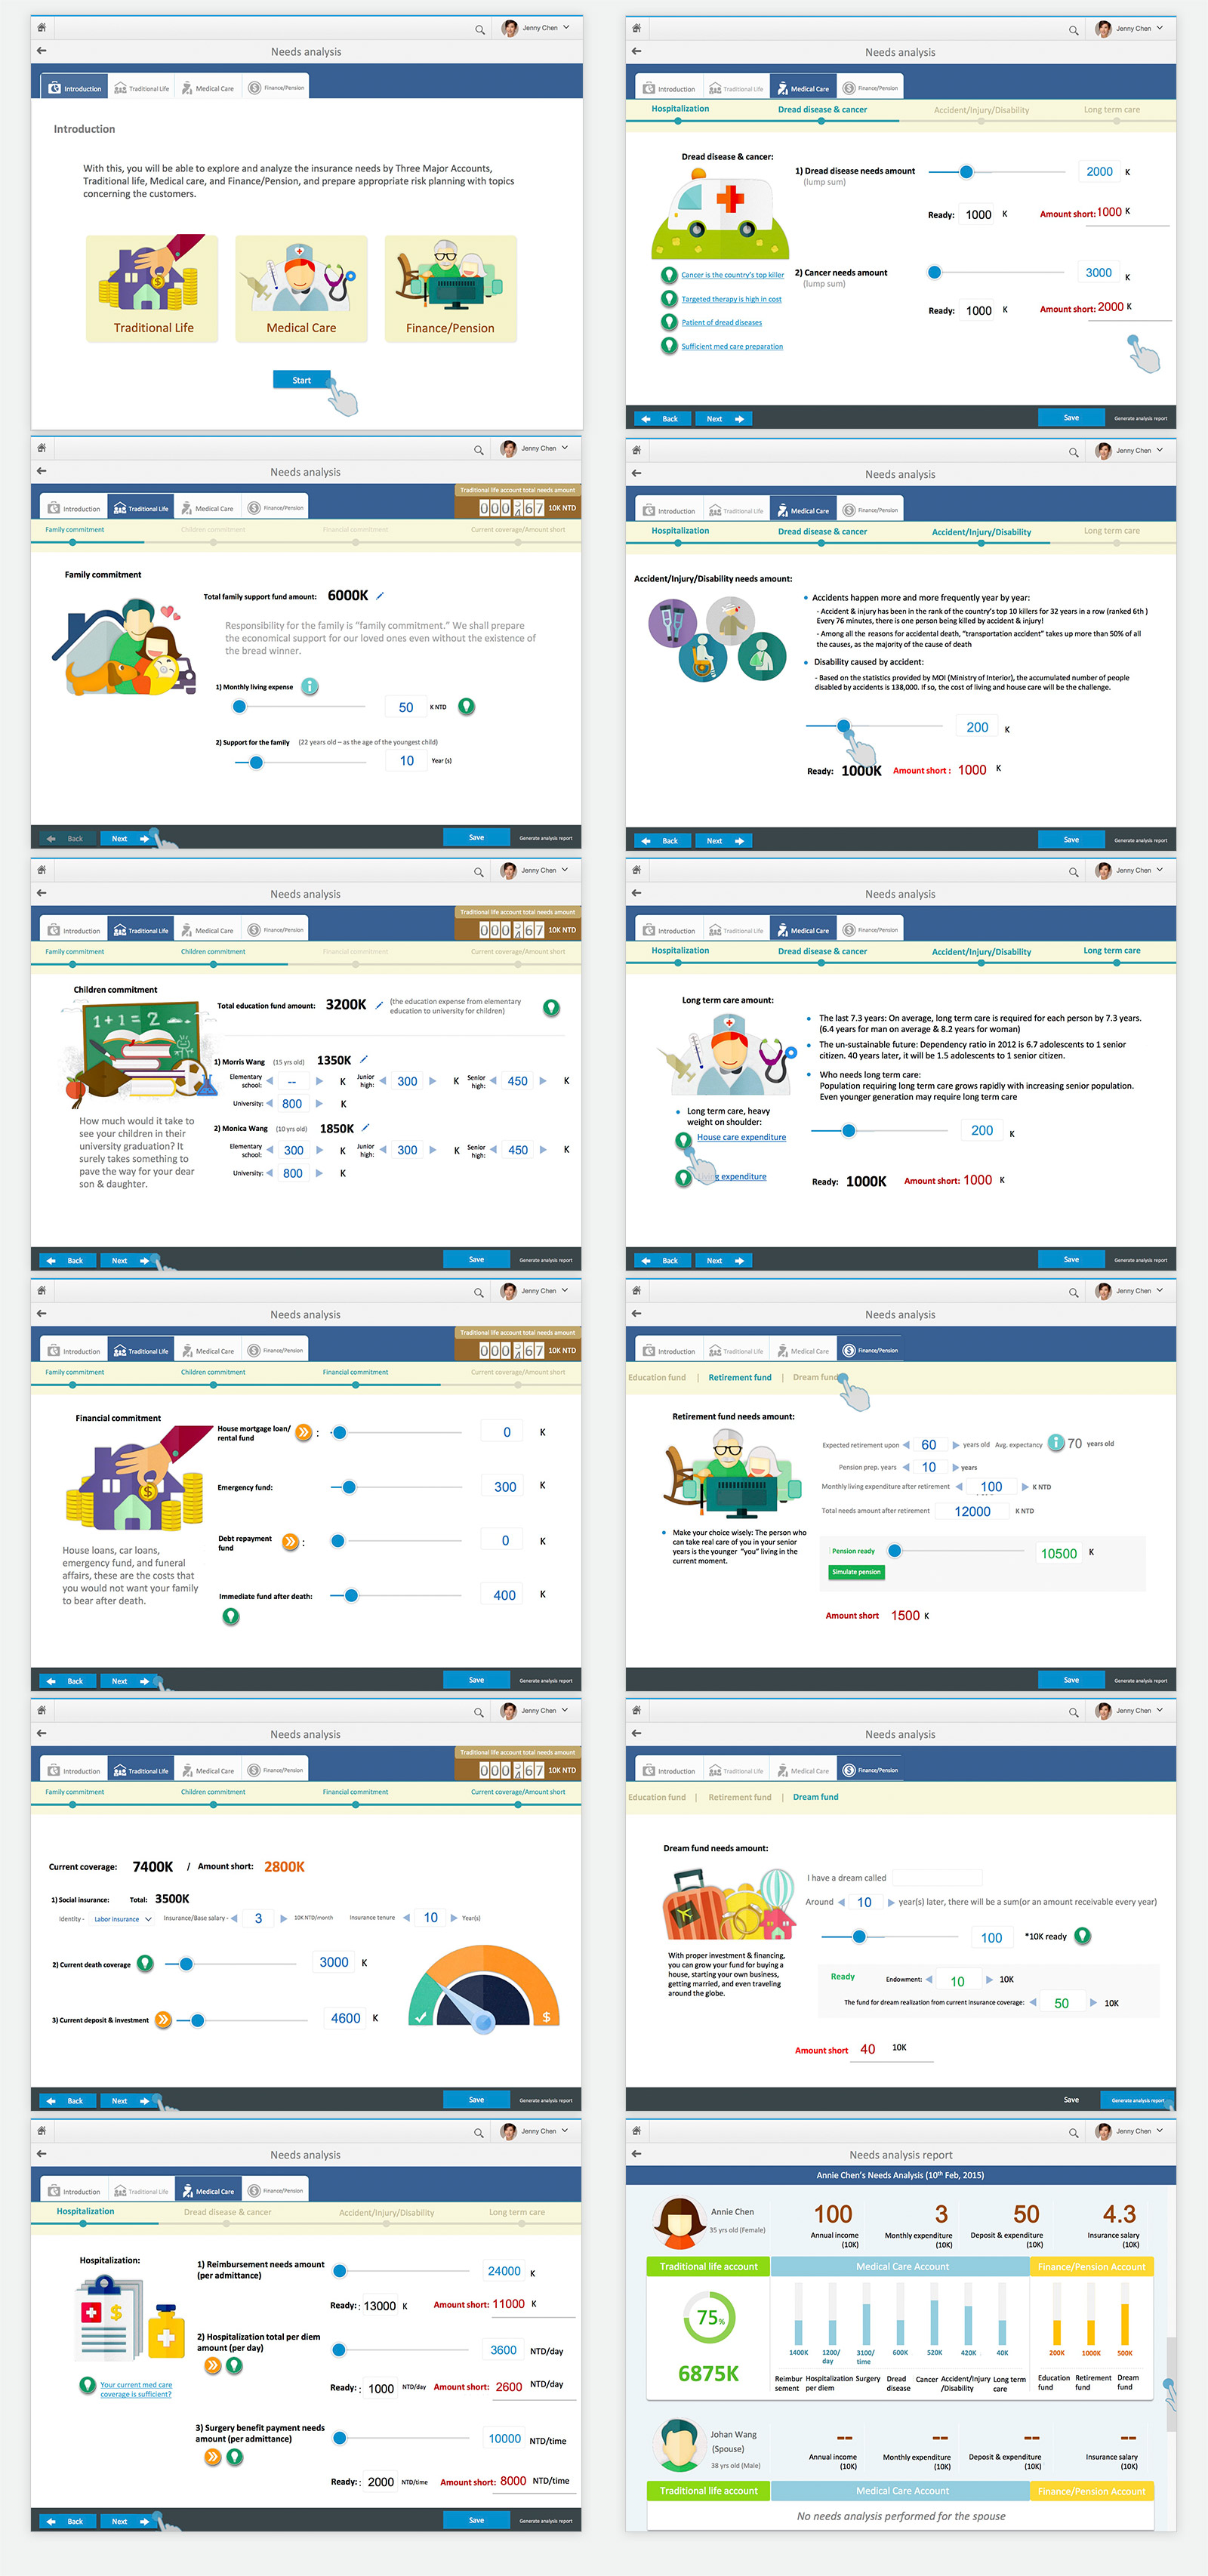 Jenny Chen
Needs analysis
Introduction
Traditional Life
Medical Care
Finance/Pension
Introduction
With this, you will be able to explore and analyze the insurance needs by Three Major Accounts,
Traditional life, Medical care, and Finance/Pension, and prepare appropriate risk planning with topics
concerning the customers.
Traditional Life
Medical Care
Finance/Pension
Start
Jenny Chen
Needs analysis
Introduction
Traditional Life
Medical Care
Finance/Pension
Traditional life account total needs amount
67 10K NTD
Family commitment
Children commitment
Financial commitment
Current coverage/Amount short
Family commitment
Total family support fund amount: 6000K
Responsibility for the family is "family commitment." We shall prepare
the economical support for our loved ones even without the existence of
the bread winner.
1) Monthly living expense
50 K NTD
2) Support for the family (22 years old – as the age of the youngest child)
10 Year (s)
Back
Next
Save
Generate analysis report
Jenny Chen
Needs analysis
Introduction
Traditional Life
Medical Care
Finance/Pension
Traditional life account total needs amount
67 10K NTD
Family commitment
Children commitment
Financial commitment
Current coverage/Amount short
Children commitment
1 + 1 = 2
Total education fund amount: 3200K (the education expense from elementary
education to university for children)
1) Morris Wang (15 yrs old) 1350K
Elementary school: -- K Junior high: 300 K Senior high: 450 K
University: 800 K
2) Monica Wang (10 yrs old) 1850K
Elementary school: 300 K Junior high: 300 K Senior high: 450 K
University: 800 K
How much would it take to
see your children in their
university graduation? It
surely takes something to
pave the way for your dear
son & daughter.
Back
Next
Save
Generate analysis report
Jenny Chen
Needs analysis
Introduction
Traditional Life
Medical Care
Finance/Pension
Traditional life account total needs amount
67 10K NTD
Family commitment
Children commitment
Financial commitment
Current coverage/Amount short
Financial commitment
House mortgage loan/
rental fund : 0 K
Emergency fund: 300 K
Debt repayment
fund : 0 K
Immediate fund after death: 400 K
House loans, car loans,
emergency fund, and funeral
affairs, these are the costs that
you would not want your family
to bear after death.
Back
Next
Save
Generate analysis report
Jenny Chen
Needs analysis
Introduction
Traditional Life
Medical Care
Finance/Pension
Traditional life account total needs amount
67 10K NTD
Family commitment
Children commitment
Financial commitment
Current coverage/Amount short
Current coverage: 7400K / Amount short: 2800K
1) Social insurance: Total: 3500K
Identity - Labor insurance Insurance/Base salary - 3 10K NTD/month Insurance tenure 10 Year(s)
2) Current death coverage 3000 K
3) Current deposit & investment 4600 K
$
Back
Next
Save
Generate analysis report
Jenny Chen
Needs analysis
Introduction
Traditional Life
Medical Care
Finance/Pension
Hospitalization
Dread disease & cancer
Accident/Injury/Disability
Long term care
Hospitalization:
1) Reimbursement needs amount
(per admittance) 24000 K
Ready: : 13000 K Amount short: 11000 K
2) Hospitalization total per diem
amount (per day) 3600 NTD/day
Ready: : 1000 NTD/day Amount short: 2600 NTD/day
Your current med care
coverage is sufficient?
3) Surgery benefit payment needs
amount (per admittance) 10000 NTD/time
Ready: : 2000 NTD/time Amount short: 8000 NTD/time
Back
Next
Save
Generate analysis report
Jenny Chen
Needs analysis
Introduction
Traditional Life
Medical Care
Finance/Pension
Hospitalization
Dread disease & cancer
Accident/Injury/Disability
Long term care
Dread disease & cancer:
1) Dread disease needs amount
(lump sum) 2000 K
Ready: 1000 K Amount short: 1000 K
2) Cancer needs amount
(lump sum) 3000 K
Ready: 1000 K Amount short: 2000 K
Cancer is the country's top killer
Targeted therapy is high in cost
Patient of dread diseases
Sufficient med care preparation
Back
Next
Save
Generate analysis report
Jenny Chen
Needs analysis
Introduction
Traditional Life
Medical Care
Finance/Pension
Hospitalization
Dread disease & cancer
Accident/Injury/Disability
Long term care
Accident/Injury/Disability needs amount:
• Accidents happen more and more frequently year by year:
- Accident & injury has been in the rank of the country's top 10 killers for 32 years in a row (ranked 6th )
Every 76 minutes, there is one person being killed by accident & injury!
- Among all the reasons for accidental death, "transportation accident" takes up more than 50% of all
the causes, as the majority of the cause of death
• Disability caused by accident:
- Based on the statistics provided by MOI (Ministry of Interior), the accumulated number of people
disabled by accidents is 138,000. If so, the cost of living and house care will be the challenge.
200 K
Ready: 1000K Amount short : 1000 K
Back
Next
Save
Generate analysis report
Jenny Chen
Needs analysis
Introduction
Traditional Life
Medical Care
Finance/Pension
Hospitalization
Dread disease & cancer
Accident/Injury/Disability
Long term care
Long term care amount:
• The last 7.3 years: On average, long term care is required for each person by 7.3 years.
(6.4 years for man on average & 8.2 years for woman)
• The un-sustainable future: Dependency ratio in 2012 is 6.7 adolescents to 1 senior
citizen. 40 years later, it will be 1.5 adolescents to 1 senior citizen.
• Who needs long term care:
Population requiring long term care grows rapidly with increasing senior population.
Even younger generation may require long term care
• Long term care, heavy
weight on shoulder:
House care expenditure
expenditure
200 K
Ready: 1000K Amount short: 1000 K
Back
Next
Save
Generate analysis report
Jenny Chen
Needs analysis
Introduction
Traditional Life
Medical Care
Finance/Pension
Education fund | Retirement fund | Dream fund
Retirement fund needs amount:
Expected retirement upon 60 years old Avg. expectancy 70 years old
Pension prep. years 10 years
Monthly living expenditure after retirement 100 K NTD
Total needs amount after retirement 12000 K NTD
• Make your choice wisely: The person who
can take real care of you in your senior
years is the younger "you" living in the
current moment.
Pension ready 10500 K
Simulate pension
Amount short 1500 K
Save
Generate analysis report
Jenny Chen
Needs analysis
Introduction
Traditional Life
Medical Care
Finance/Pension
Education fund | Retirement fund | Dream fund
Dream fund needs amount:
I have a dream called
Around 10 year(s) later, there will be a sum(or an amount receivable every year)
100 *10K ready
With proper investment & financing,
you can grow your fund for buying a
house, starting your own business,
getting married, and even traveling
around the globe.
Ready Endowment: 10 10K
The fund for dream realization from current insurance coverage: 50 10K
Amount short 40 10K
Save
Generate analysis report
Jenny Chen
Needs analysis report
Annie Chen's Needs Analysis (10th Feb, 2015)
Annie Chen
35 yrs old (Female)
100 3 50 4.3
Annual income (10K) Monthly expenditure (10K) Deposit & expenditure (10K) Insurance salary (10K)
Traditional life account
Medical Care Account
Finance/Pension Account
75%
6875K
1400K 1200/day 3100/time 600K 520K 420K 40K 200K 1000K 500K
Reimbursement Hospitalization per diem Surgery Dread disease Cancer Accident/Injury/Disability Long term care Education fund Retirement fund Dream fund
Johan Wang
(Spouse)
38 yrs old (Male)
-- -- -- --
Annual income (10K) Monthly expenditure (10K) Deposit & expenditure (10K) Insurance salary (10K)
Traditional life account
Medical Care Account
Finance/Pension Account
No needs analysis performed for the spouse